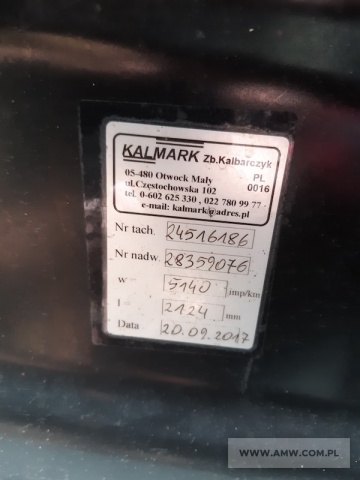 KALMARK Zb.Kalbarczyk
05-480 Otwock Mały PL
ul.Częstochowska 102 0016
tel. 0-602 625 330, 022 780 99 77
e-mail: kalmark@adres.pl
Nr tach. 24516186
Nr nadw. 28359076
w = 5140 imp/km
l = 2124 mm
Data 20.09.2017
WWW.AMW.COM.PL